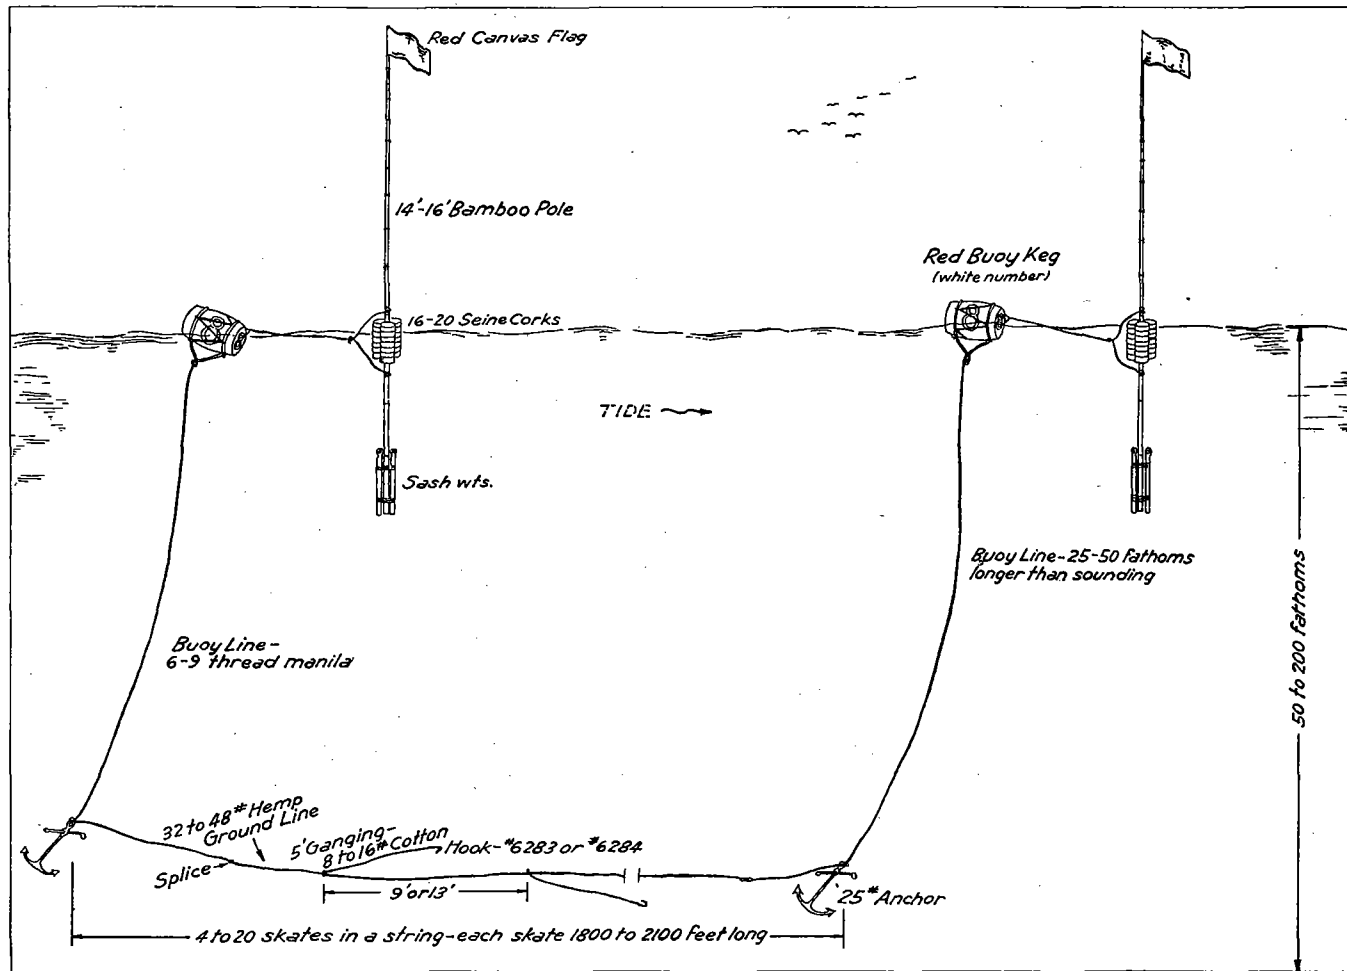 Red Canvas Flag
14'-16' Bamboo Pole
Red Buoy Keg
(white number)
16-20 Seine Corks
TIDE
Sash wts.
Buoy Line-25-50 fathoms
longer than sounding
Buoy Line-
6-9 thread manila
50 to 200 fathoms
32 to 48# Hemp
Ground Line
5' Ganging-
8 to 16# Cotton
Hook-#6283 or #6284
Splice
9' or 13'
25# Anchor
4 to 20 skates in a string-each skate 1800 to 2100 feet long